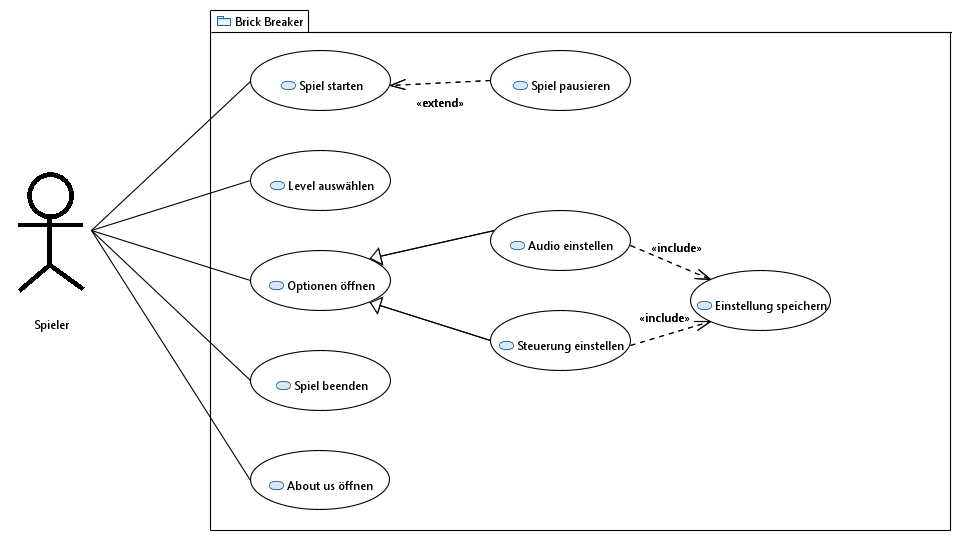 Brick Breaker
Spiel starten
Spiel pausieren
«extend»
Level auswählen
Audio einstellen
«include»
Optionen öffnen
Einstellung speichern
«include»
Spieler
Steuerung einstellen
Spiel beenden
About us öffnen